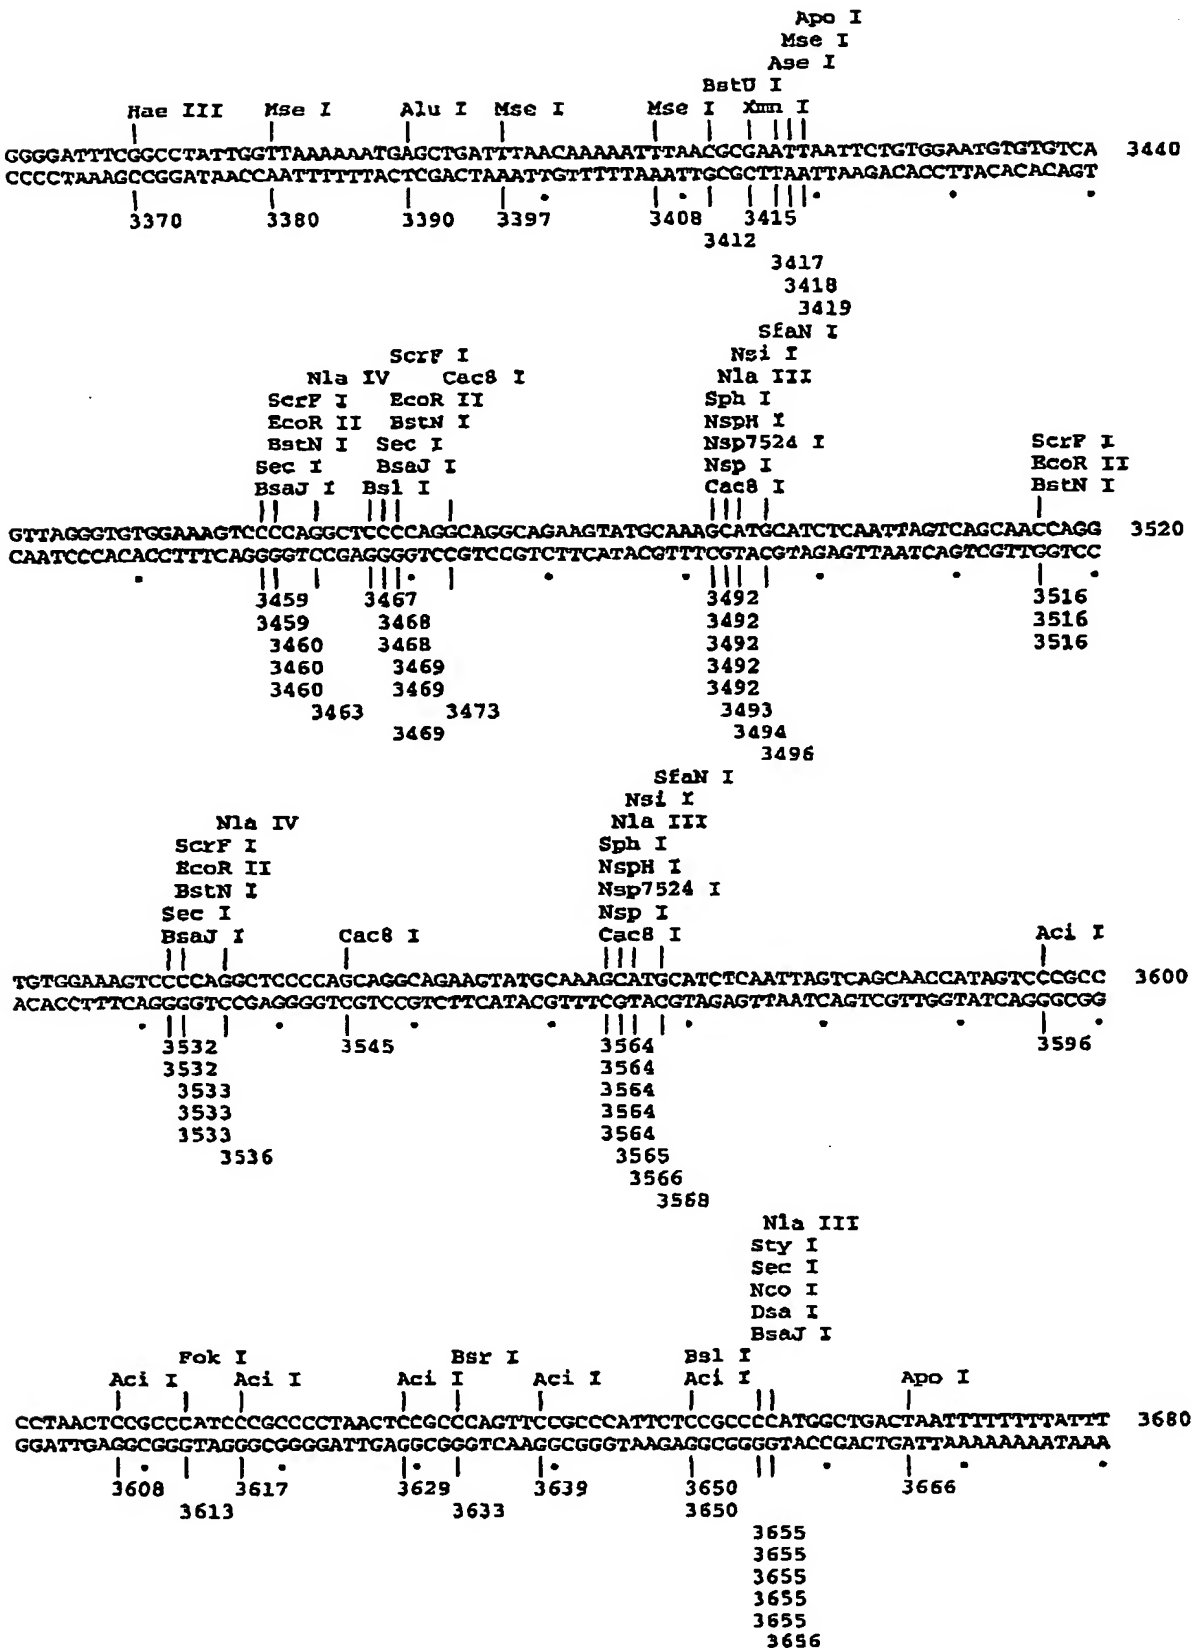 Apo I
Mse I
Ase I
BstU I
Hae III Mse I Alu I Mse I Mse I Xmn I
GGGGATTTCGGCCTATTGGTTAAAAAATGAGCTGATTTAACAAAAATTTAACGCGAATTAATTCTGTGGAATGTGTGTCA 3440
CCCCTAAAGCCGGATAACCAATTTTTTACTCGACTAAATTGTTTTTAAATTGCGCTTAATTAAGACACCTTACACACAGT
3370 3380 3390 3397 3408 3415
3412
3417
3418
3419
SfaN I
ScrF I Nsi I
Nla IV Cac8 I Nla III
ScrF I EcoR II Sph I
EcoR II BstN I NspH I
BstN I Sec I Nsp7524 I ScrF I
Sec I BsaJ I Nsp I EcoR II
BsaJ I Bsl I Cac8 I BstN I
GTTAGGGTGTGGAAAGTCCCCAGGCTCCCCAGGCAGGCAGAAGTATGCAAAGCATGCATCTCAATTAGTCAGCAACCAGG 3520
CAATCCCACACCTTTCAGGGGTCCGAGGGGTCCGTCCGTCTTCATACGTTTCGTACGTAGAGTTAATCAGTCGTTGGTCC
3459 3467 3492 3516
3459 3468 3492 3516
3460 3468 3492 3516
3460 3469 3492
3460 3469 3492
3463 3473 3493
3469 3494
3496
SfaN I
Nsi I
Nla IV Nla III
ScrF I Sph I
EcoR II NspH I
BstN I Nsp7524 I
Sec I Nsp I
BsaJ I Cac8 I Cac8 I Aci I
TGTGGAAAGTCCCCAGGCTCCCCAGCAGGCAGAAGTATGCAAAGCATGCATCTCAATTAGTCAGCAACCATAGTCCCGCC 3600
ACACCTTTCAGGGGTCCGAGGGGTCGTCCGTCTTCATACGTTTCGTACGTAGAGTTAATCAGTCGTTGGTATCAGGGCGG
3532 3545 3564 3596
3532 3564
3533 3564
3533 3564
3533 3564
3536 3565
3566
3568
Nla III
Sty I
Sec I
Nco I
Dsa I
BsaJ I
Fok I Bsr I Bsl I
Aci I Aci I Aci I Aci I Aci I Apo I
CCTAACTCCGCCCATCCCGCCCCTAACTCCGCCCAGTTCCGCCCATTCTCCGCCCCATGGCTGACTAATTTTTTTTATTT 3680
GGATTGAGGCGGGTAGGGCGGGGATTGAGGCGGGTCAAGGCGGGTAAGAGGCGGGGTACCGACTGATTAAAAAAAATAAA
3608 3617 3629 3639 3650 3666
3613 3633 3650
3655
3655
3655
3655
3655
3656